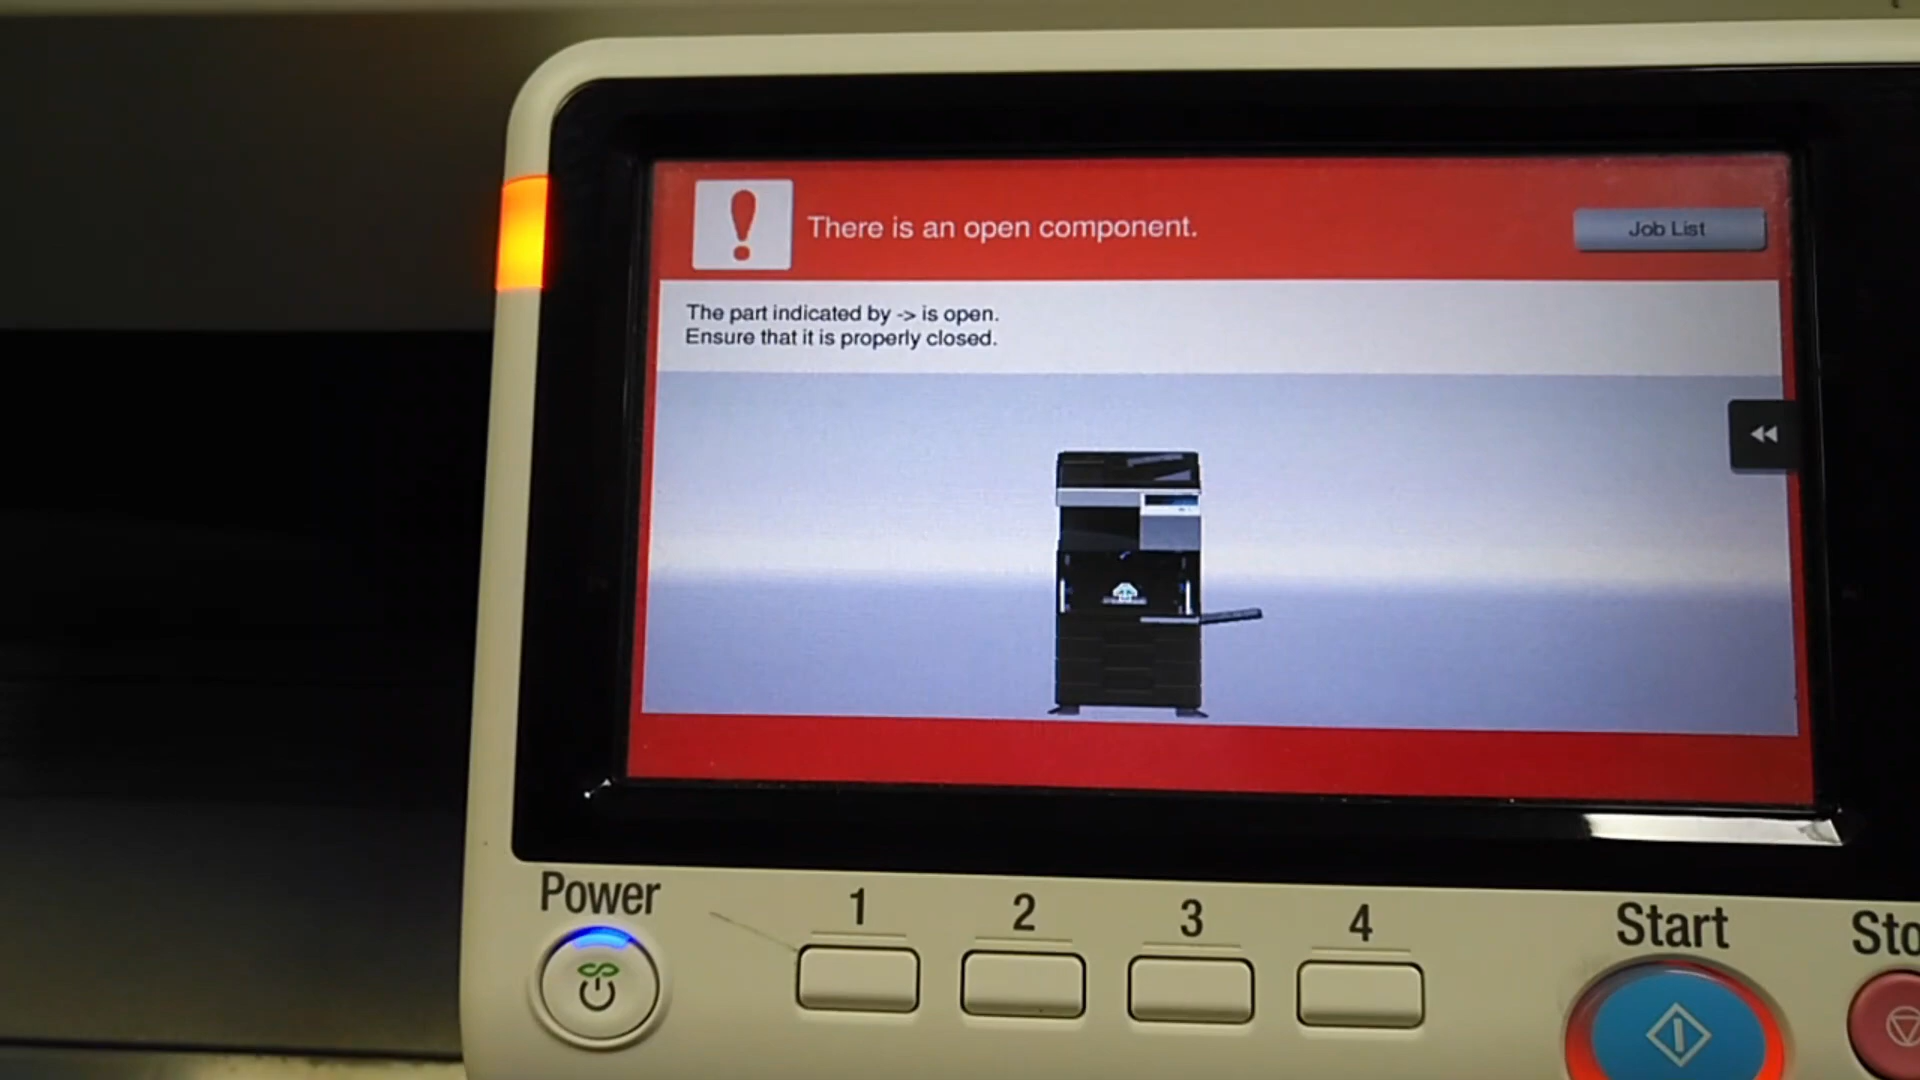 There is an open component.
Job List
The part indicated by -> is open.
Ensure that it is properly closed.
Power
1
2
3
4
Start
Sto